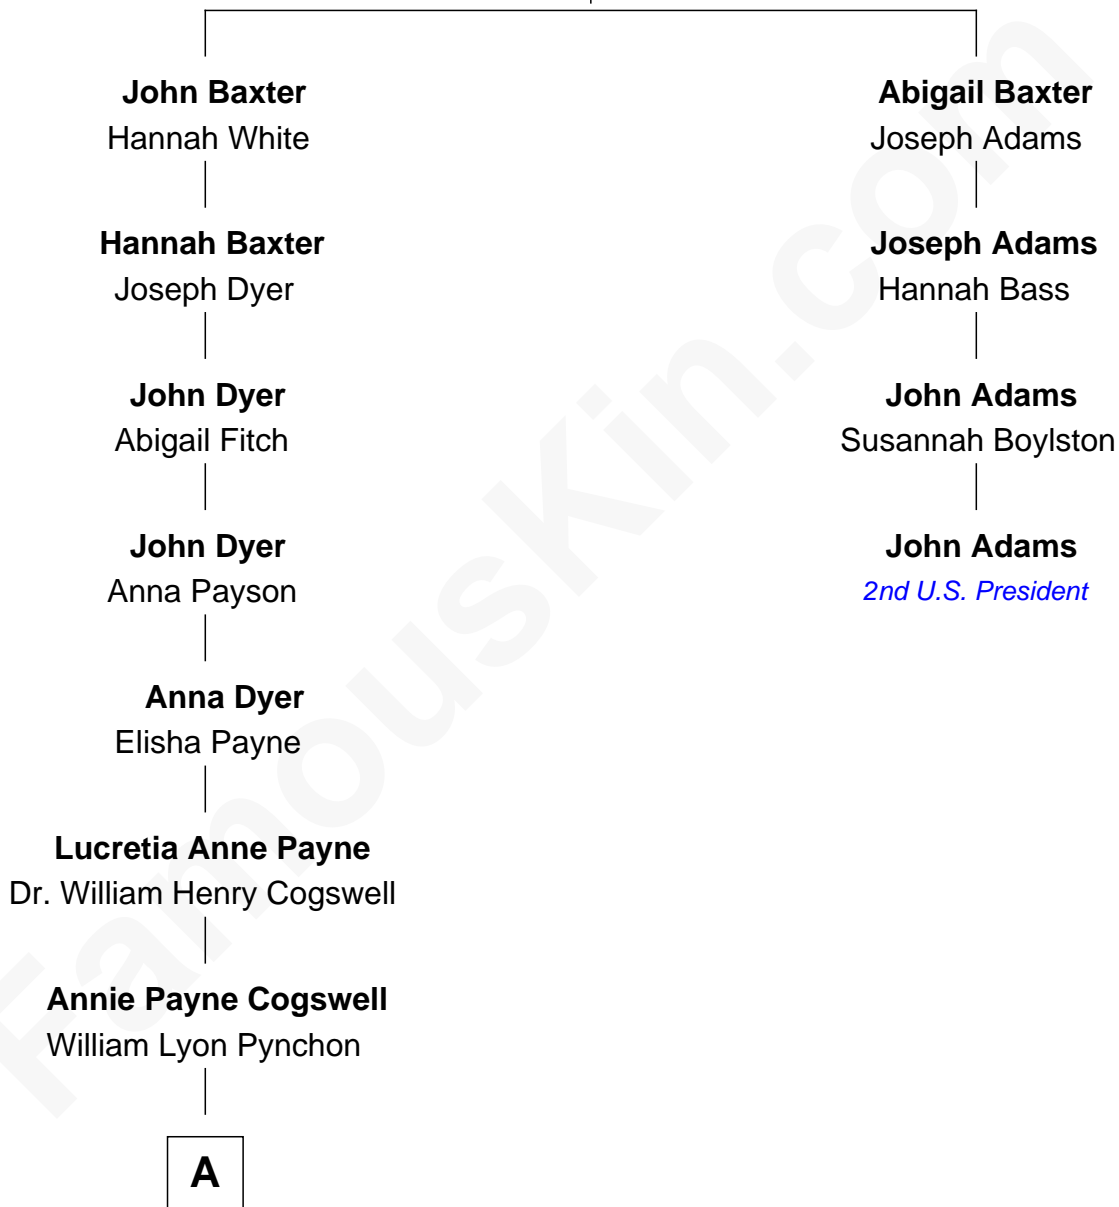 John Baxter
Hannah White
Hannah Baxter
Joseph Dyer
John Dyer
Abigail Fitch
John Dyer
Anna Payson
Anna Dyer
Elisha Payne
Lucretia Anne Payne
Dr. William Henry Cogswell
Annie Payne Cogswell
William Lyon Pynchon
A
Abigail Baxter
Joseph Adams
Joseph Adams
Hannah Bass
John Adams
Susannah Boylston
John Adams
2nd U.S. President
FamousKin.com